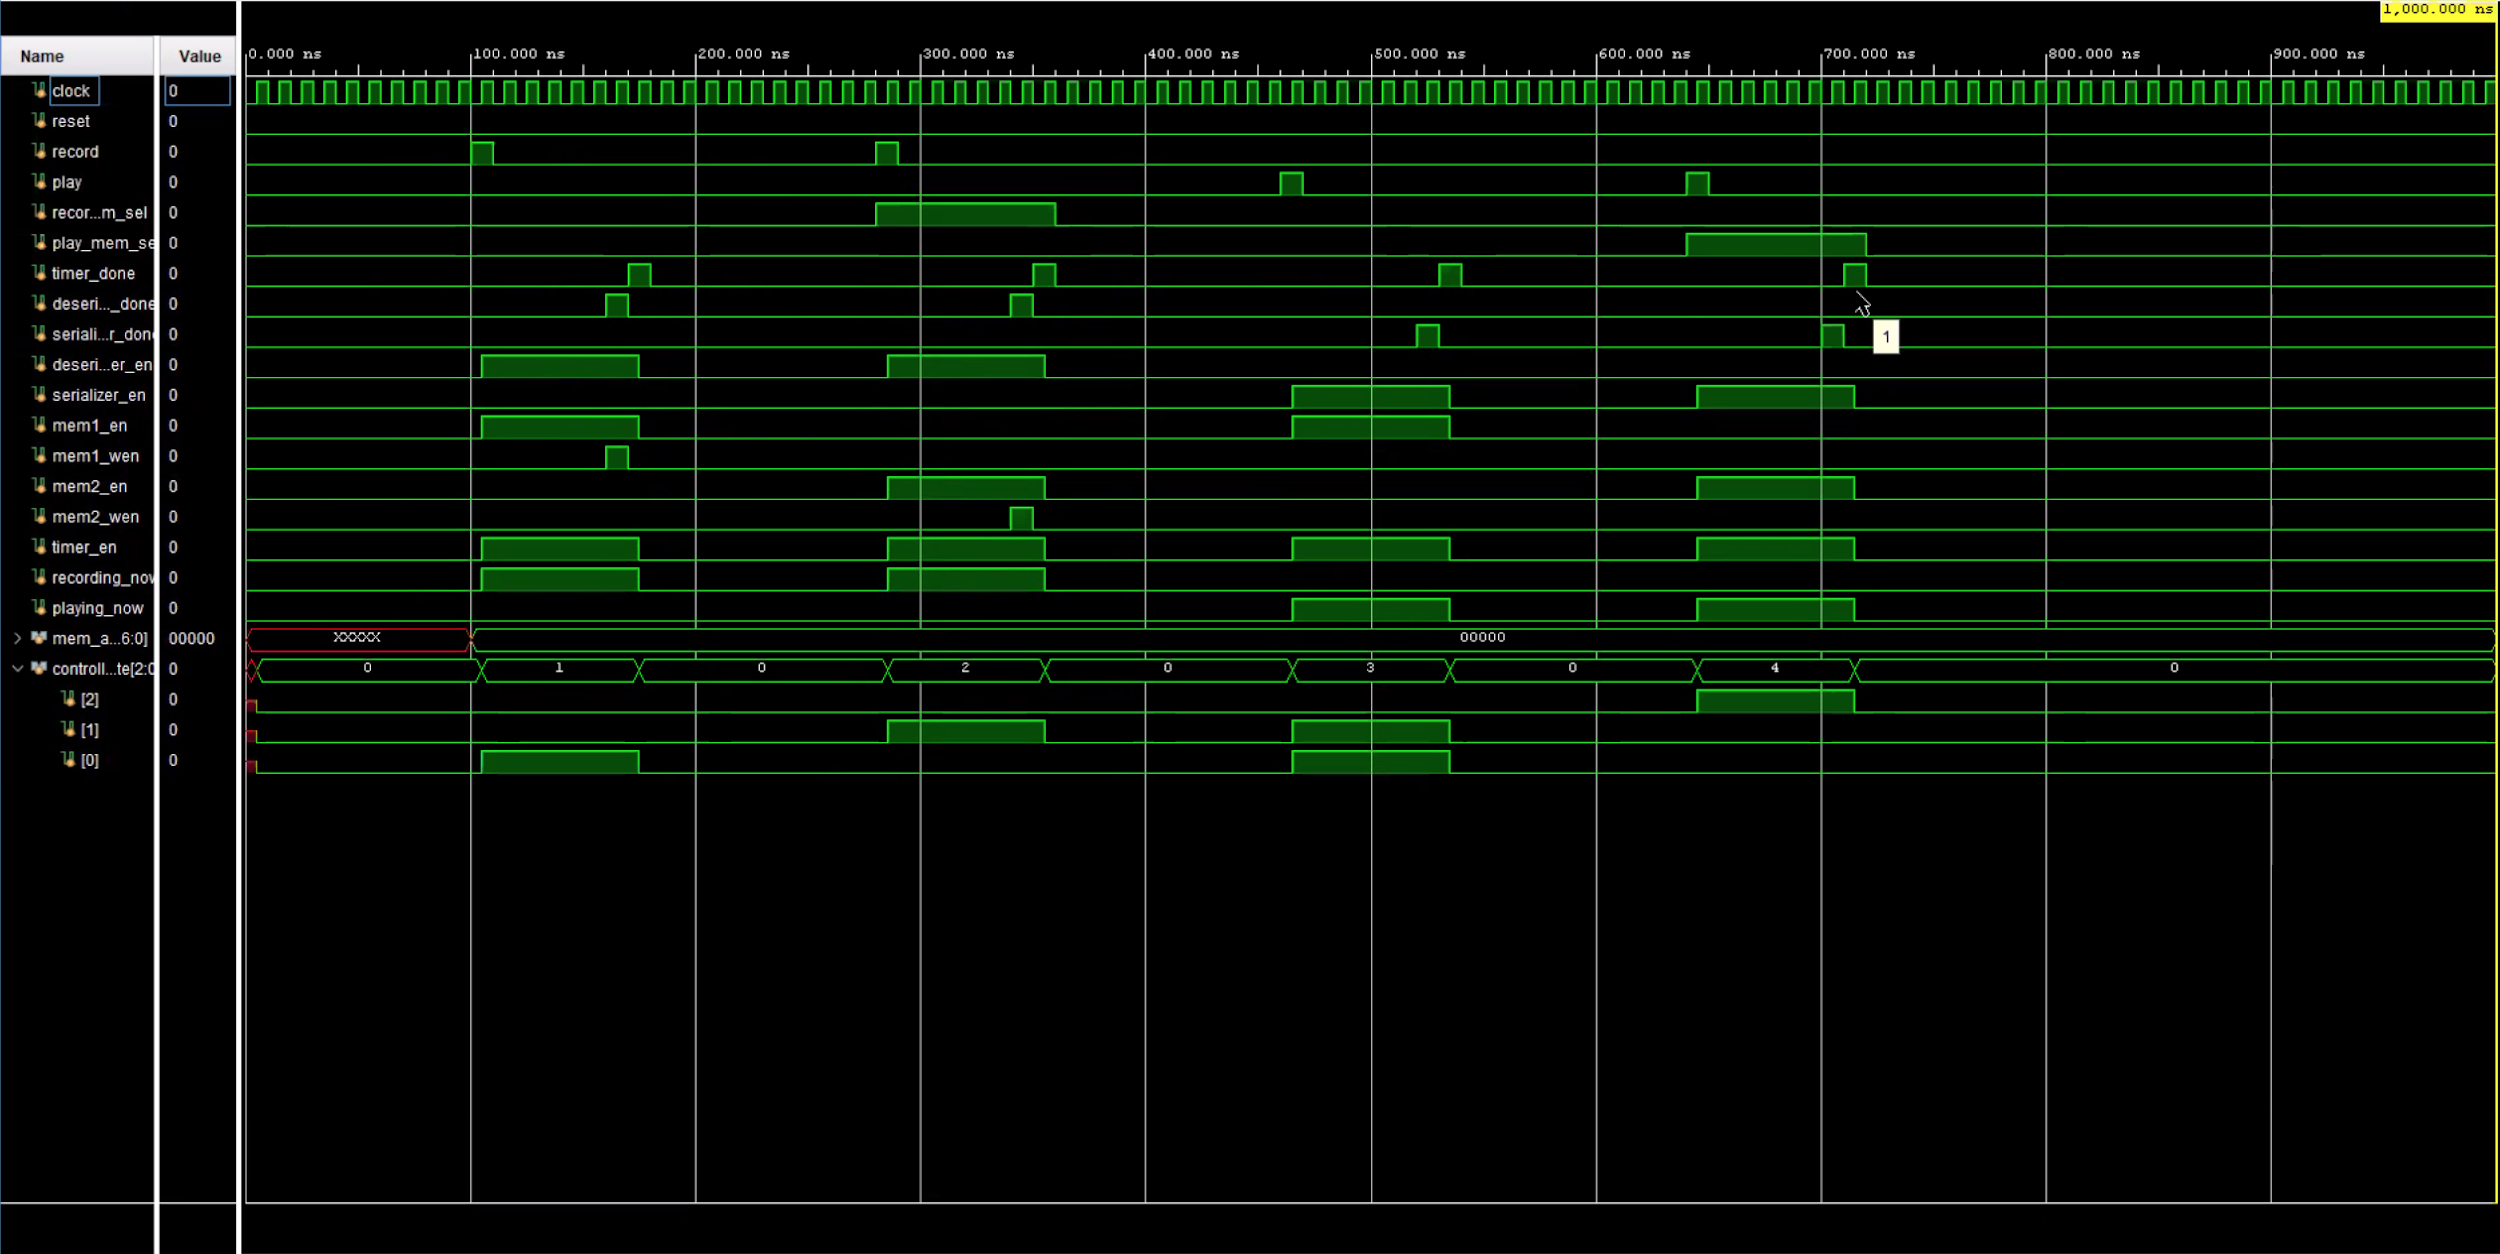 1,000.000 ns
Name Value
0.000 ns 100.000 ns 200.000 ns 300.000 ns 400.000 ns 500.000 ns 600.000 ns 700.000 ns 800.000 ns 900.000 ns
clock 0
reset 0
record 0
play 0
recor...m_sel 0
play_mem_se 0
timer_done 0
deseri..._done 0
seriali...r_done 0
1
deseri...er_en 0
serializer_en 0
mem1_en 0
mem1_wen 0
mem2_en 0
mem2_wen 0
timer_en 0
recording_nov 0
playing_now 0
mem_a...6:0] 00000 XXXXX 00000
controll...te[2:0 0 0 1 0 2 0 3 0 4 0
[2] 0
[1] 0
[0] 0